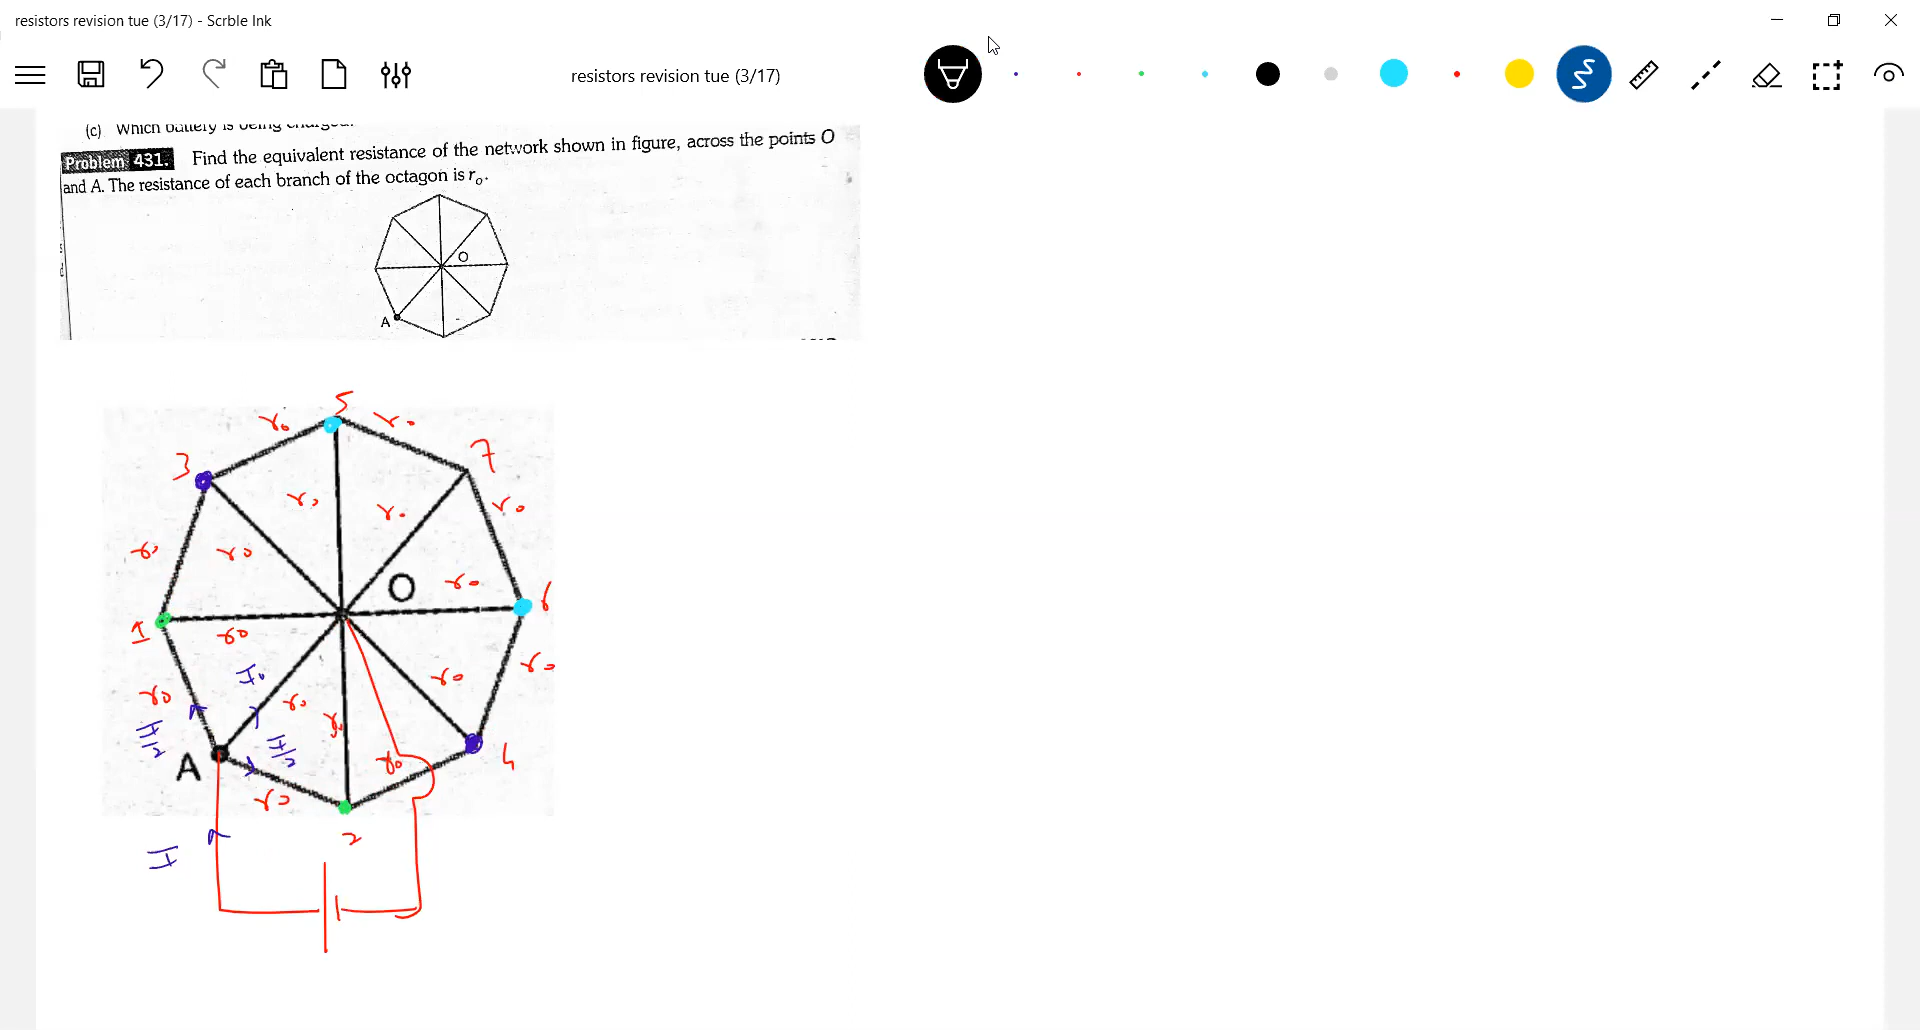 resistors revision tue (3/17) - Scrble Ink
resistors revision tue (3/17)
(c) Which battery is being charged.
Problem 431. Find the equivalent resistance of the network shown in figure, across the points O
and A. The resistance of each branch of the octagon is r₀.
O
A
5
r₀ r₀
3 7
r₀ r₀ r₀
r₀ r₀
O r₀ 6
1 r₀
I₀ r₀ r₀
r₀ r₀ r₀
I/2 I/2
A r₀ 4
r₀
2
I